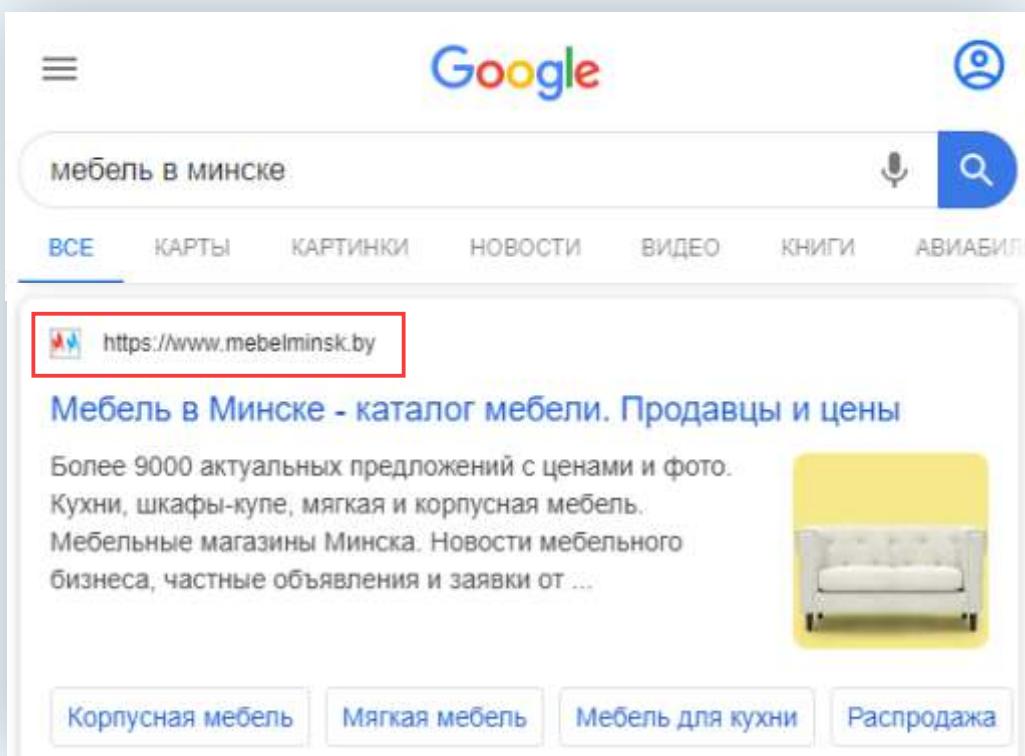 Google
мебель в минске
ВСЕ КАРТЫ КАРТИНКИ НОВОСТИ ВИДЕО КНИГИ
https://www.mebelminsk.by
Мебель в Минске - каталог мебели. Продавцы и цены
Более 9000 актуальных предложений с ценами и фото.
Кухни, шкафы-купе, мягкая и корпусная мебель.
Мебельные магазины Минска. Новости мебельного
бизнеса, частные объявления и заявки от ...
Корпусная мебель Мягкая мебель Мебель для кухни Распродажа